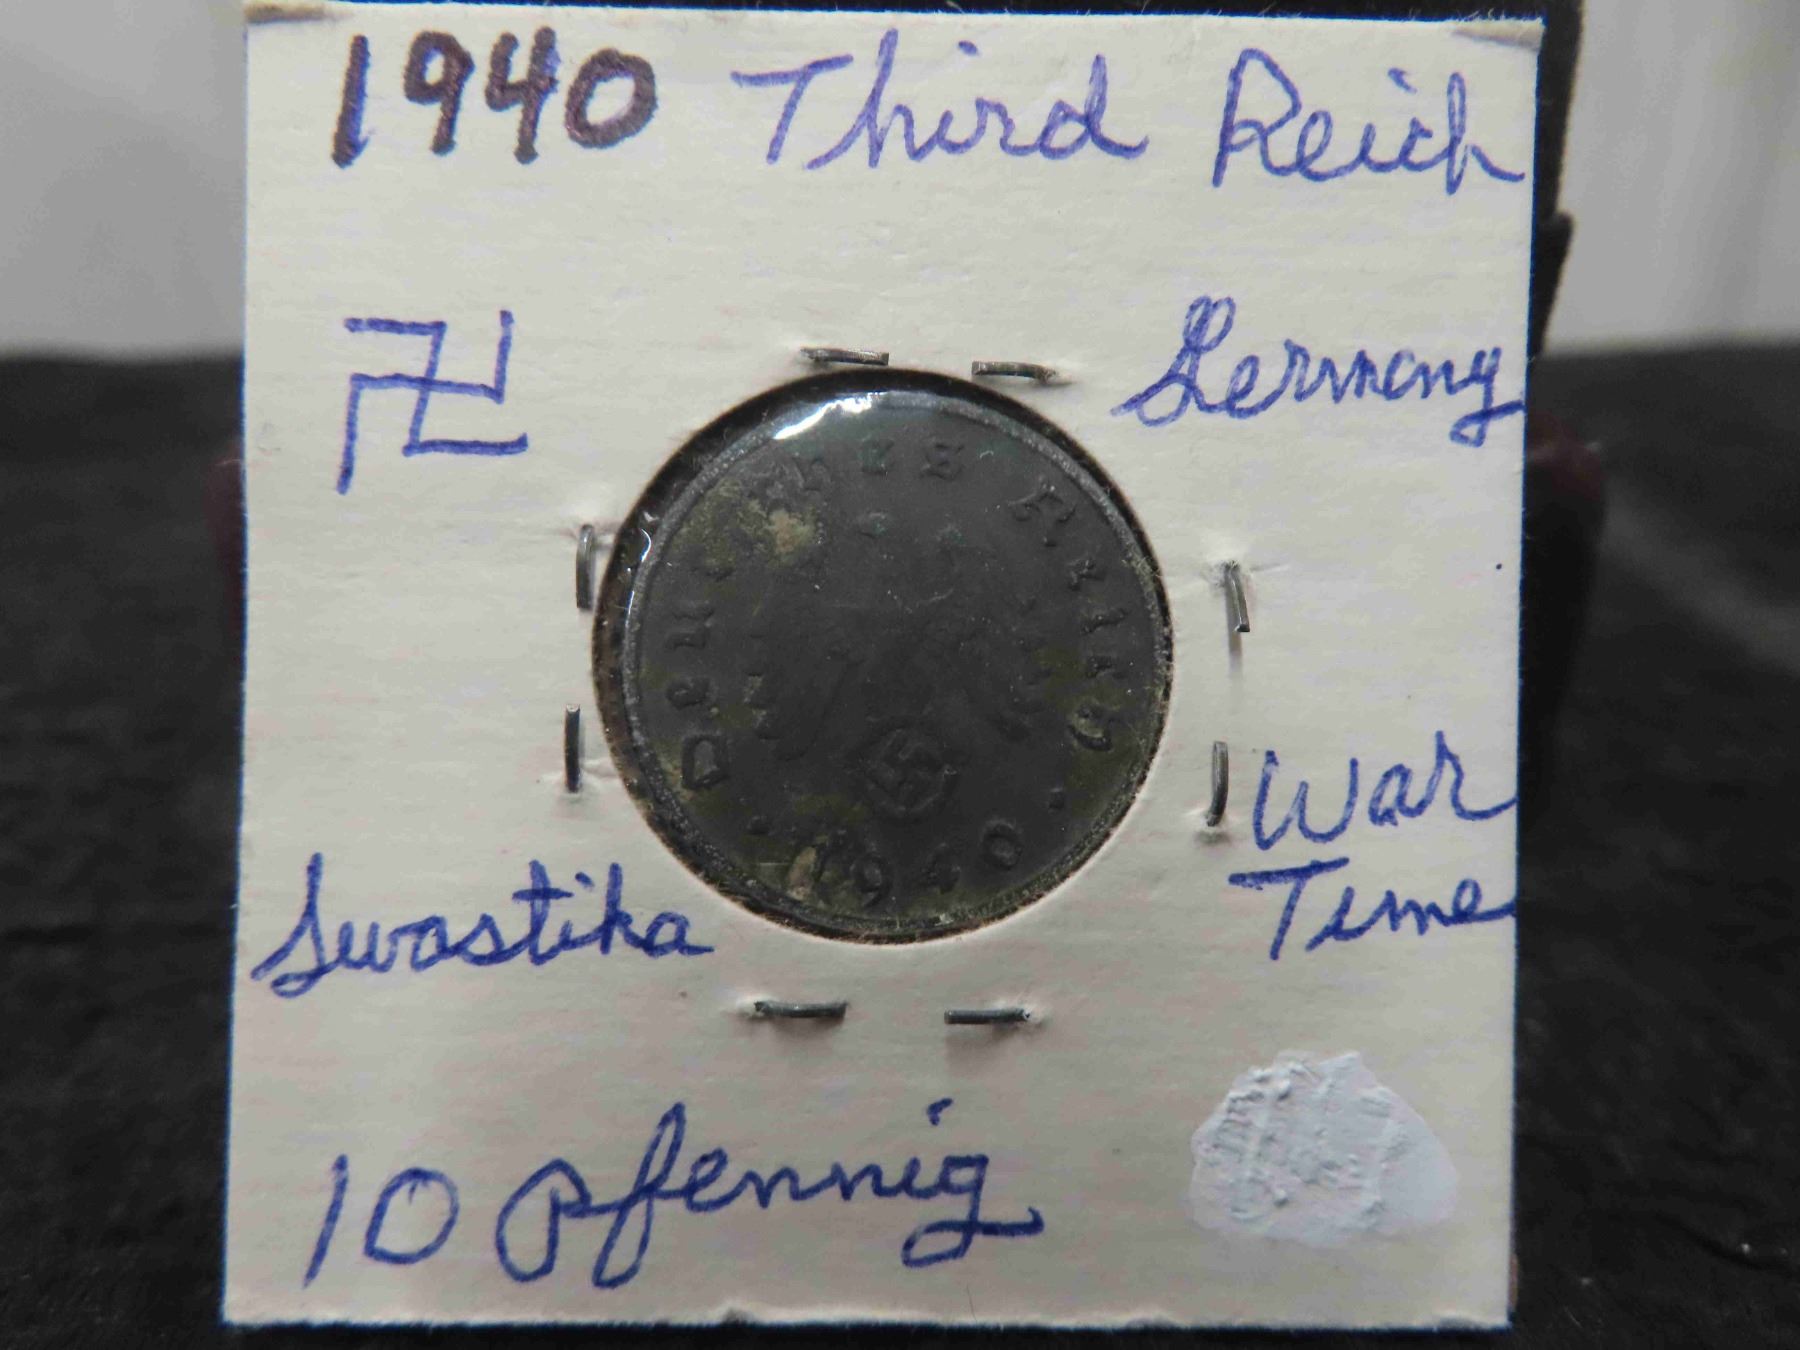 1940 Third Reich
Germany
Deutsches Reich
1940
War
Time
Swastika
10 Pfennig